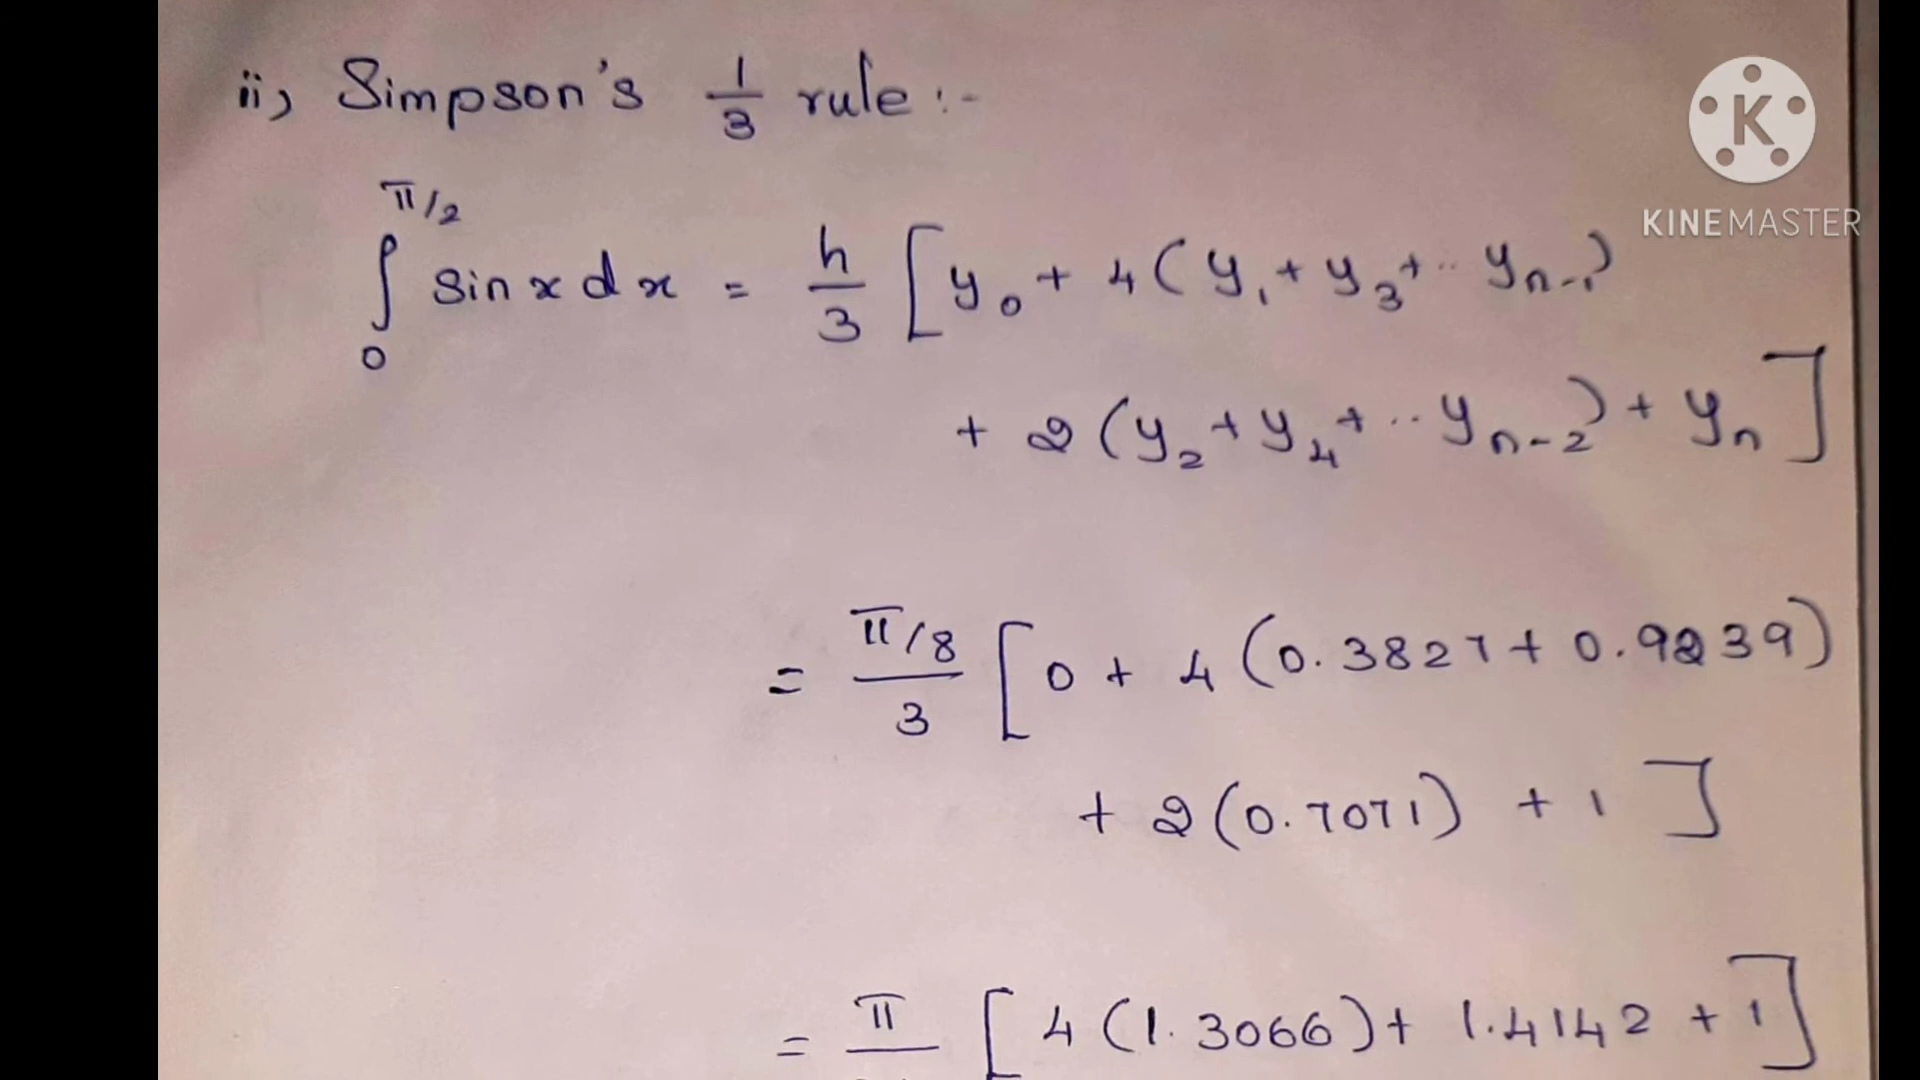 ii) Simpson's 1/3 rule :-
∫₀^π/2 sin x dx = h/3 [y₀ + 4(y₁ + y₃ + ·· yₙ₋₁)
+ 2(y₂ + y₄ + ·· yₙ₋₂) + yₙ]
= π/8 / 3 [0 + 4(0.3827 + 0.9239)
+ 2(0.7071) + 1]
= π [4(1.3066) + 1.4142 + 1]
K
KINEMASTER